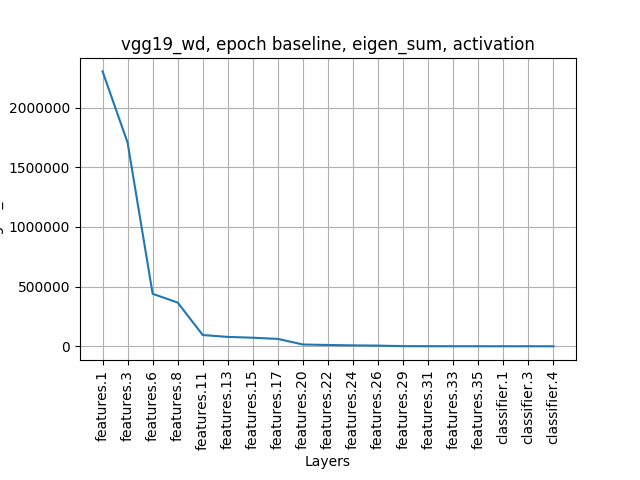 vgg19_wd, epoch baseline, eigen_sum, activation
2000000
1500000
1000000
500000
0
features.1
features.3
features.6
features.8
features.11
features.13
features.15
features.17
features.20
features.22
features.24
features.26
features.29
features.31
features.33
features.35
classifier.1
classifier.3
classifier.4
Layers